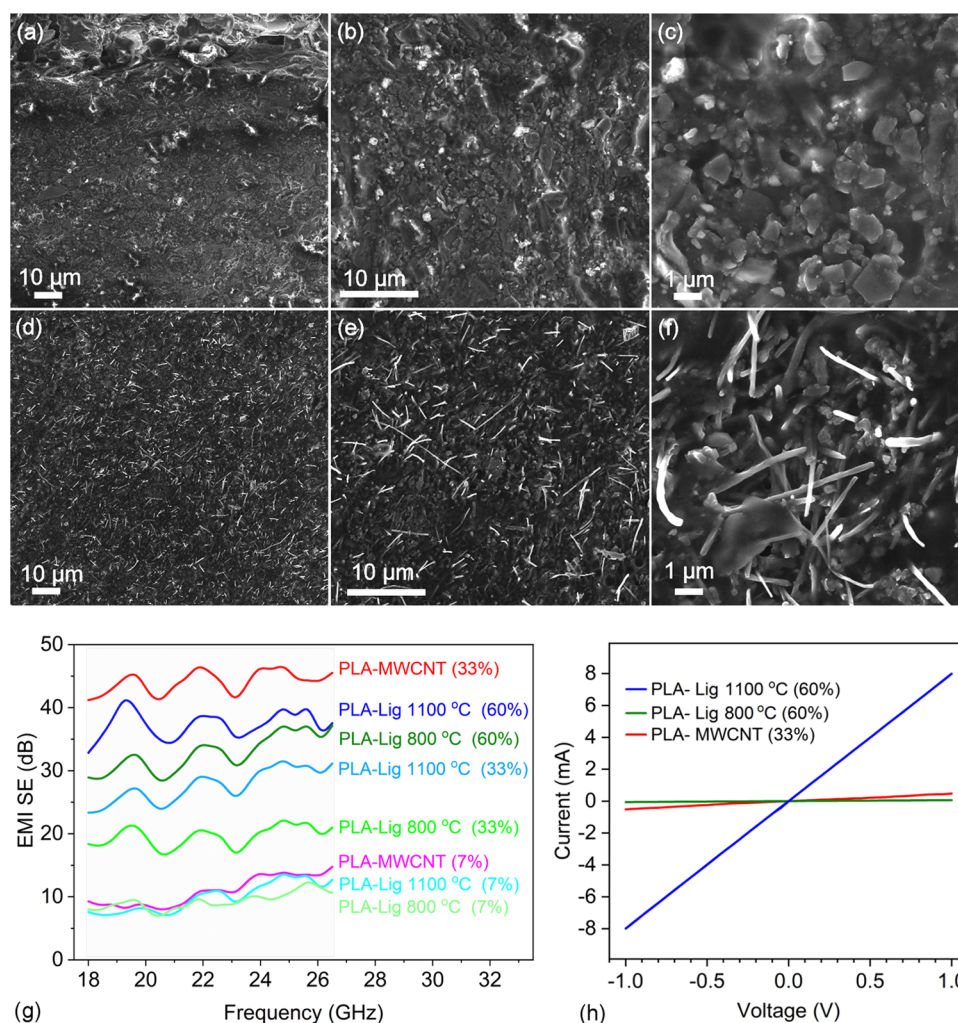 (a)
10 µm
(b)
10 µm
(c)
1 µm
(d)
10 µm
(e)
10 µm
(f)
1 µm
50
40
30
20
10
0
EMI SE (dB)
PLA-MWCNT (33%)
PLA-Lig 1100 °C (60%)
PLA-Lig 800 °C (60%)
PLA-Lig 1100 °C (33%)
PLA-Lig 800 °C (33%)
PLA-MWCNT (7%)
PLA-Lig 1100 °C (7%)
PLA-Lig 800 °C (7%)
18 20 22 24 26 28 30 32
Frequency (GHz)
(g)
8
6
4
2
0
-2
-4
-6
-8
Current (mA)
PLA- Lig 1100 °C (60%)
PLA- Lig 800 °C (60%)
PLA- MWCNT (33%)
-1.0 -0.5 0.0 0.5 1.0
Voltage (V)
(h)